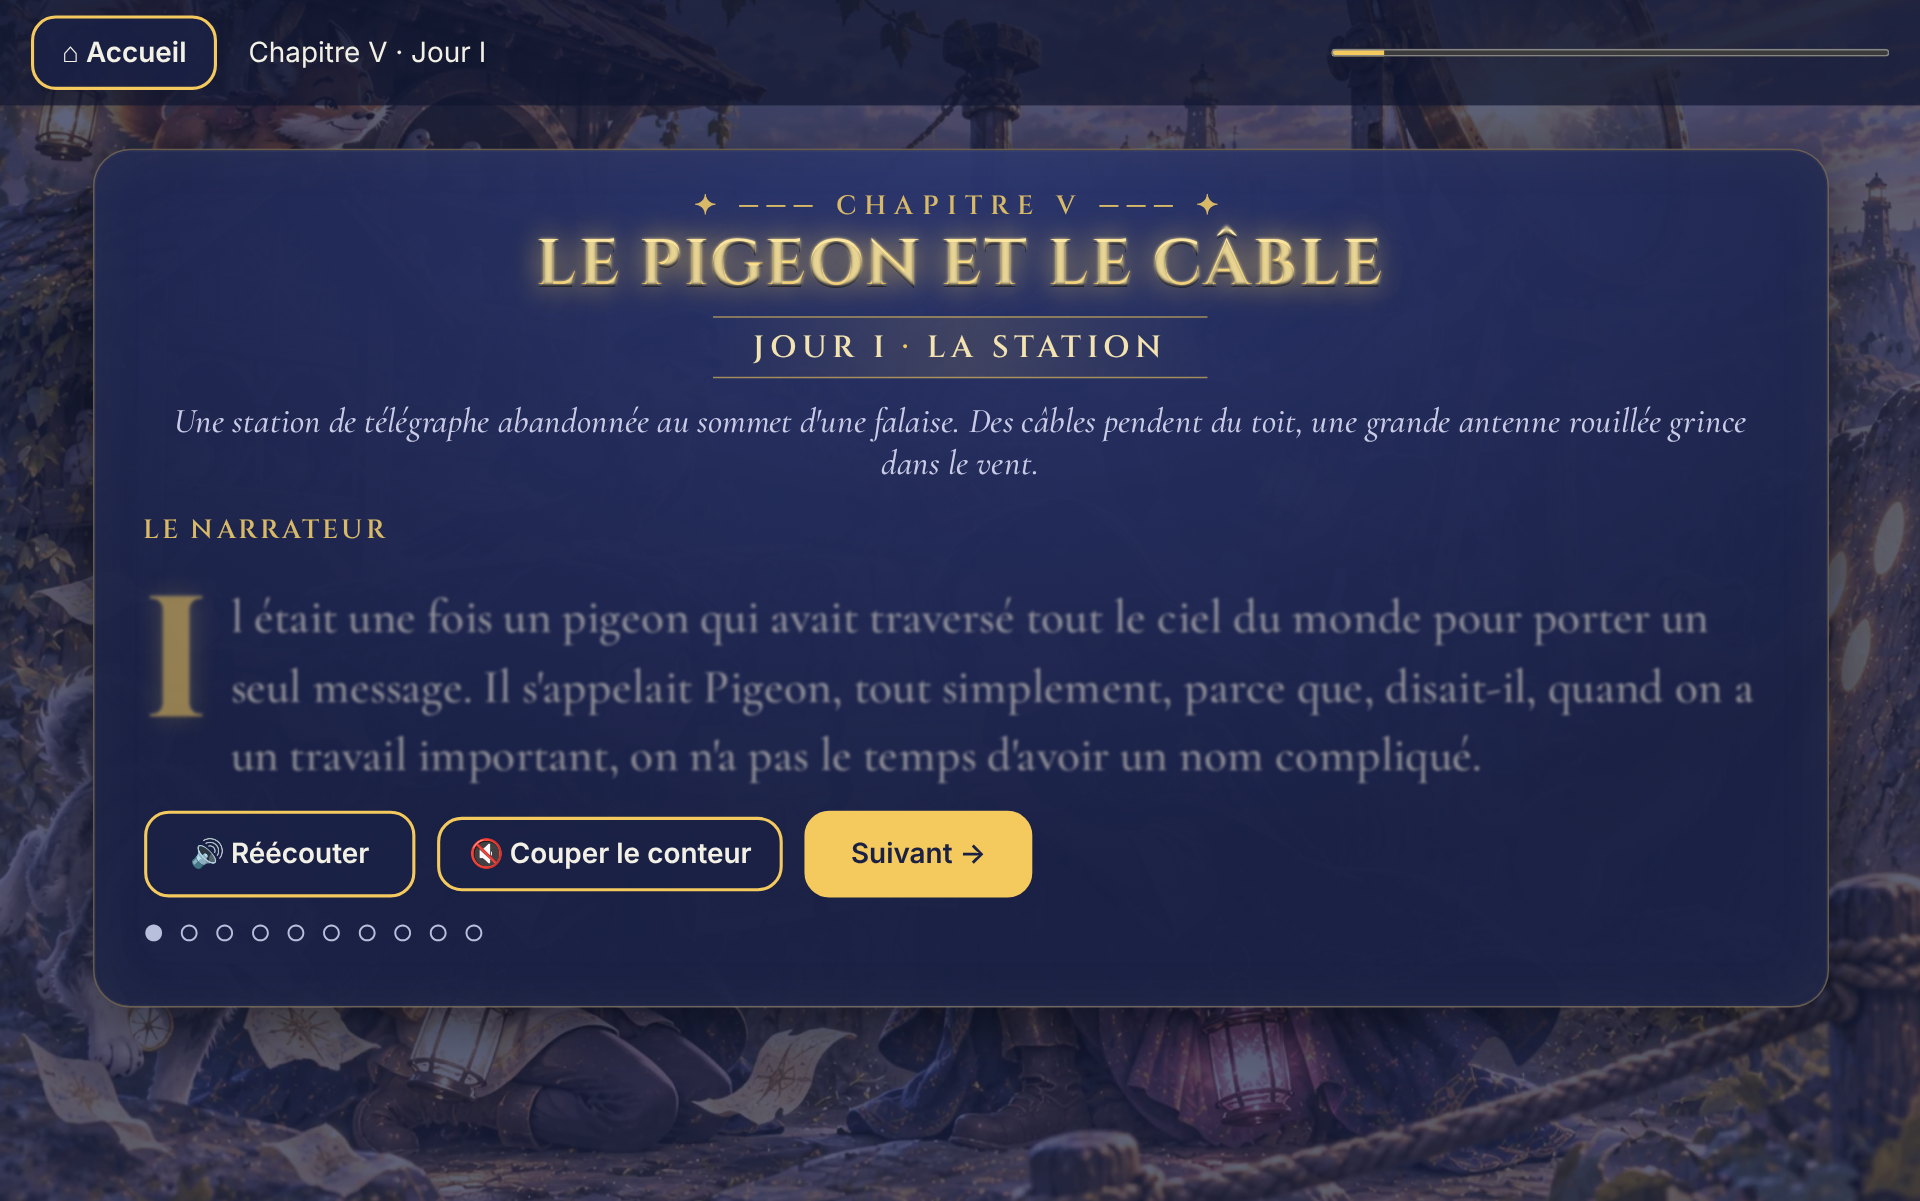 ⌂ Accueil
Chapitre V · Jour I
✦ ——— CHAPITRE V ——— ✦
LE PIGEON ET LE CÂBLE
JOUR I · LA STATION
Une station de télégraphe abandonnée au sommet d'une falaise. Des câbles pendent du toit, une grande antenne rouillée grince
dans le vent.
LE NARRATEUR
Il était une fois un pigeon qui avait traversé tout le ciel du monde pour porter un
seul message. Il s'appelait Pigeon, tout simplement, parce que, disait-il, quand on a
un travail important, on n'a pas le temps d'avoir un nom compliqué.
🔊 Réécouter
🔇 Couper le conteur
Suivant →